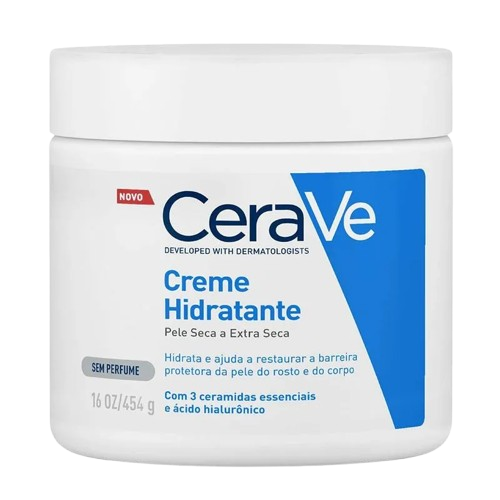 NOVO
CeraVe
DEVELOPED WITH DERMATOLOGISTS
Creme
Hidratante
Pele Seca a Extra Seca
Hidrata e ajuda a restaurar a barreira
protetora da pele do rosto e do corpo
SEM PERFUME
16 OZ/454 g
Com 3 ceramidas essenciais
e ácido hialurônico